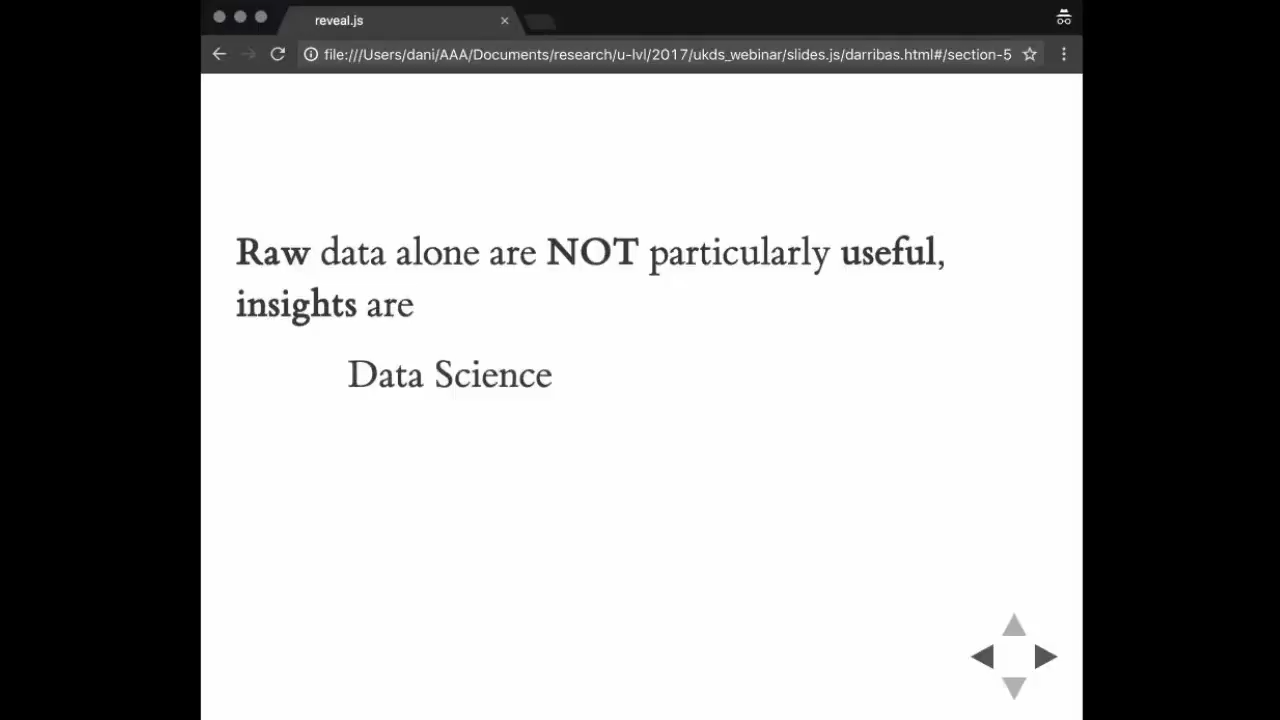 reveal.js
file:///Users/dani/AAA/Documents/research/u-lvl/2017/ukds_webinar/slides.js/darribas.html#/section-5
Raw data alone are NOT particularly useful,
insights are
Data Science